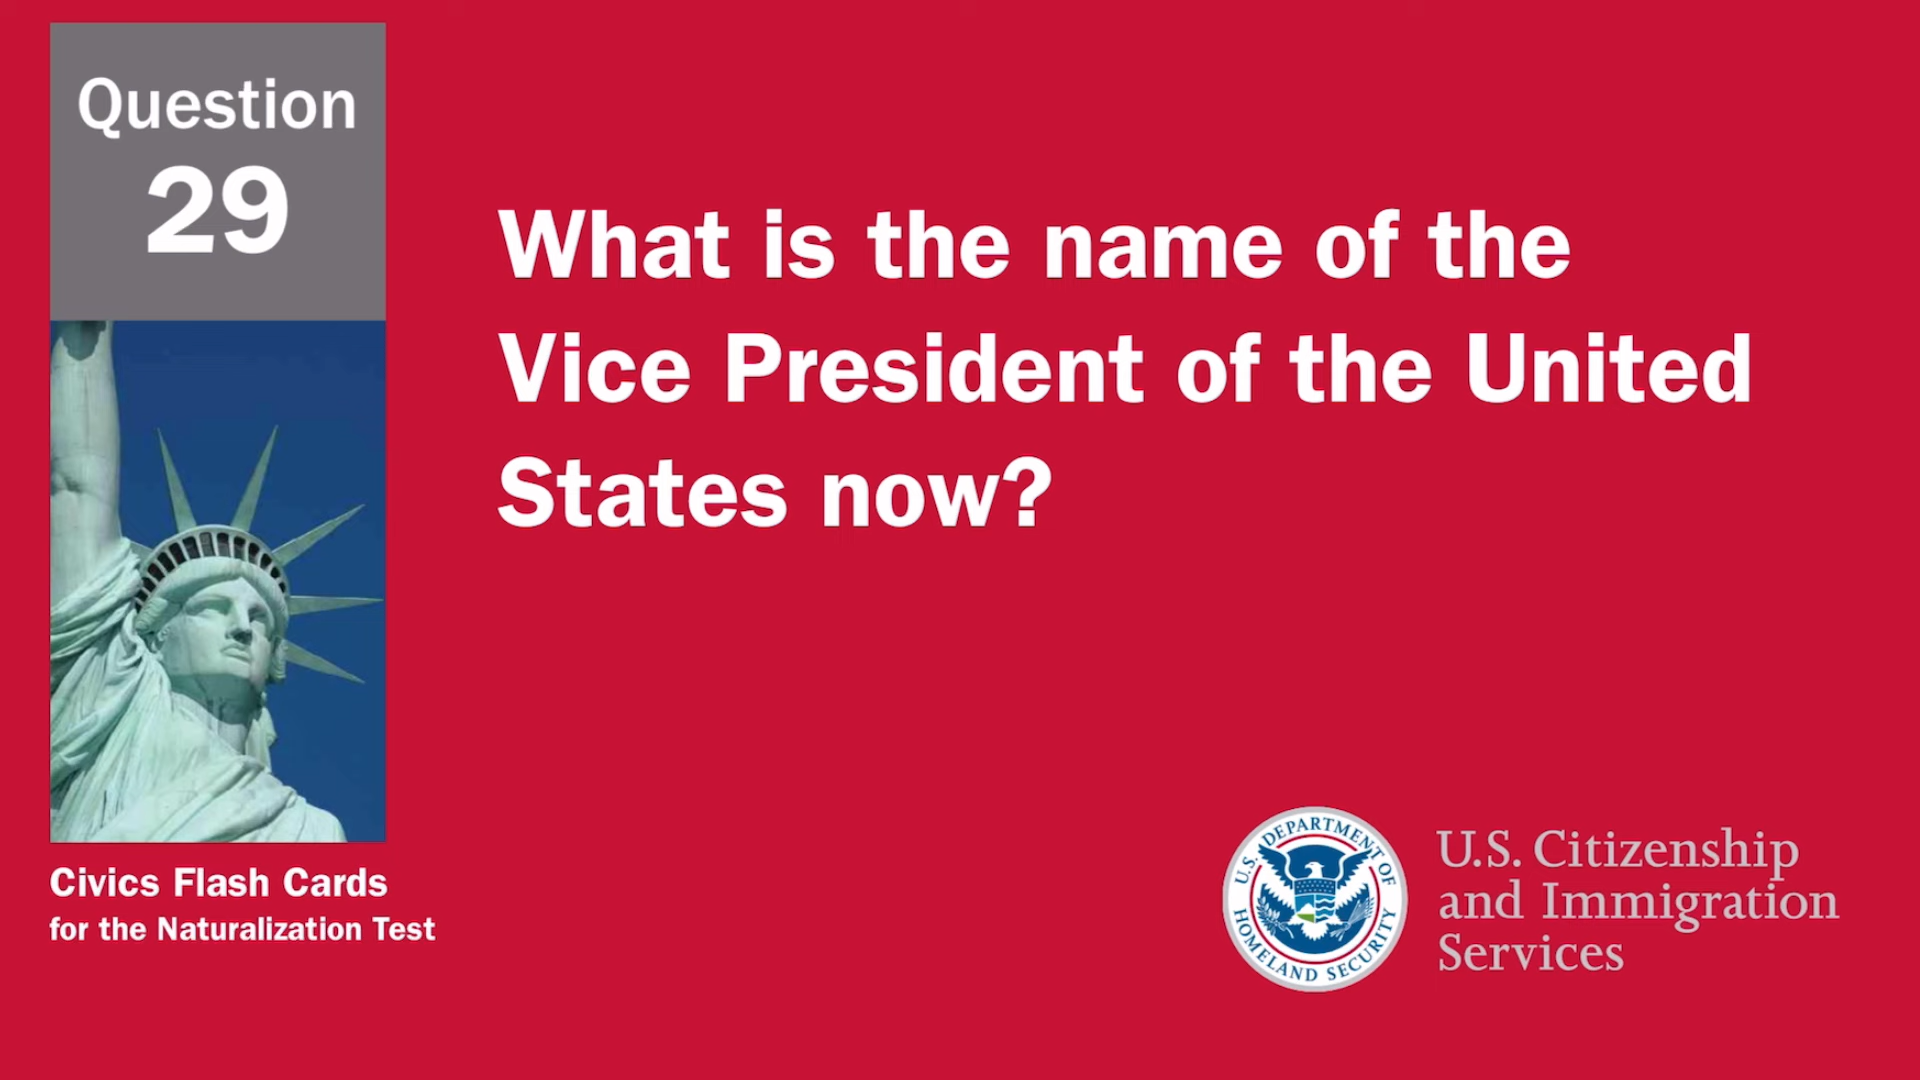 Question
29
What is the name of the
Vice President of the United
States now?
Civics Flash Cards
for the Naturalization Test
U.S. DEPARTMENT OF
HOMELAND SECURITY
U.S. Citizenship
and Immigration
Services